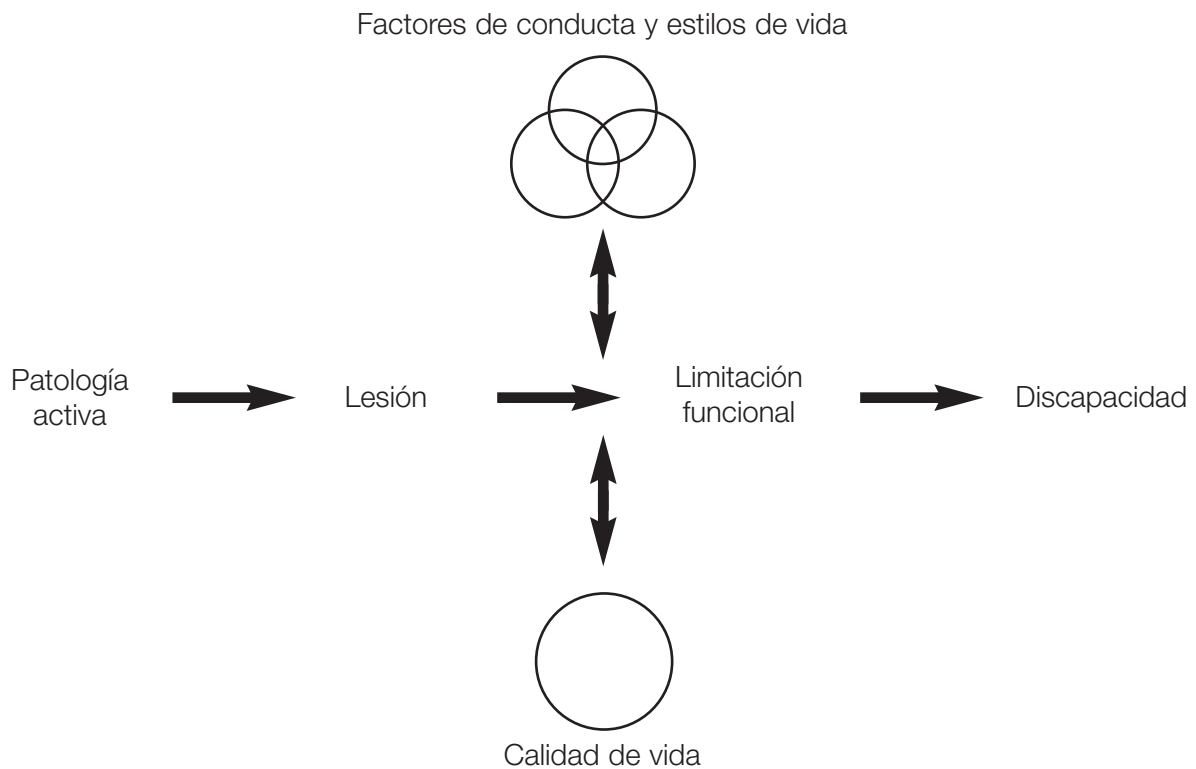 Factores de conducta y estilos de vida
Patología
activa
Lesión
Limitación
funcional
Discapacidad
Calidad de vida